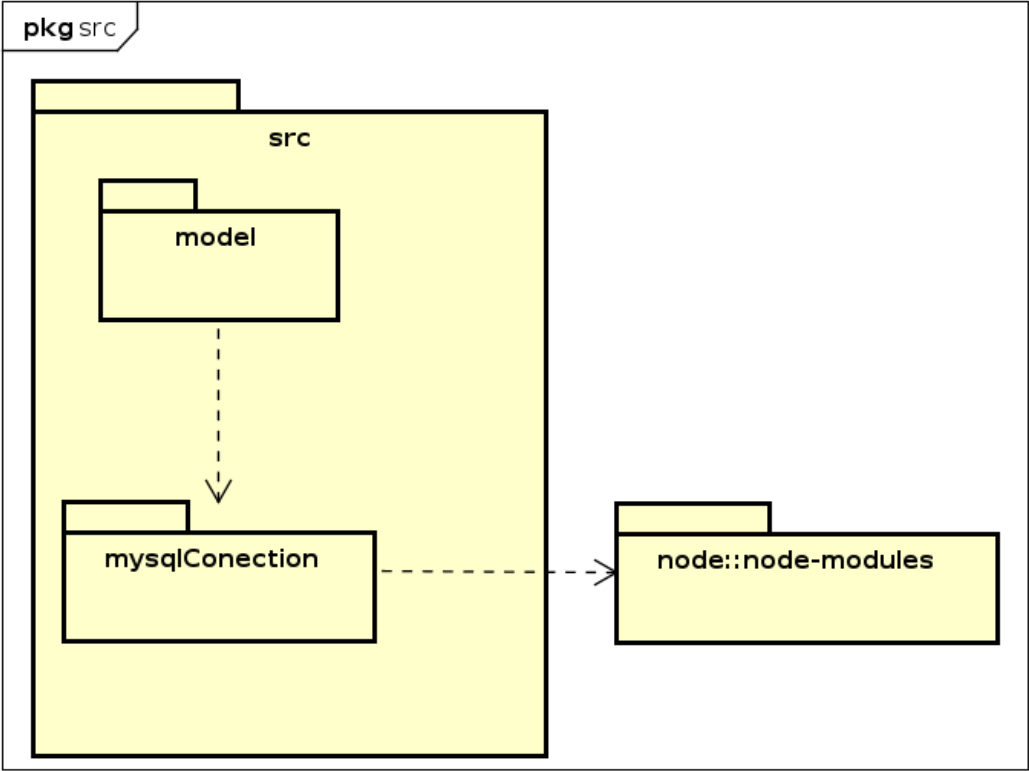 pkg src
src
model
mysqlConection
node::node-modules